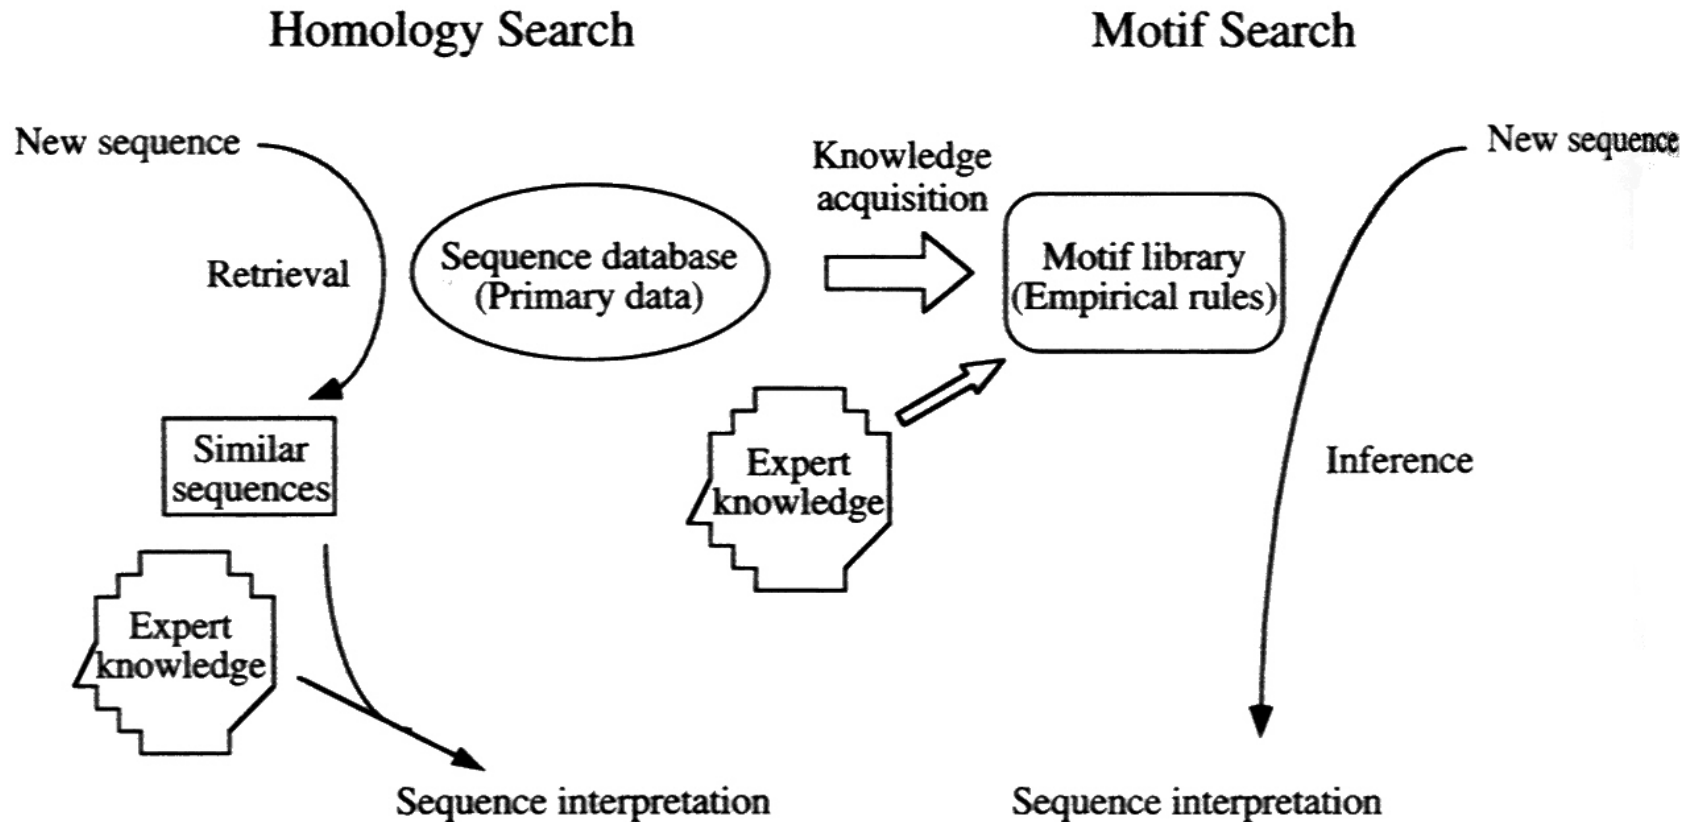 Homology Search
Motif Search
New sequence
Retrieval
Sequence database
(Primary data)
Knowledge
acquisition
Motif library
(Empirical rules)
New sequence
Similar
sequences
Expert
knowledge
Expert
knowledge
Inference
Sequence interpretation
Sequence interpretation